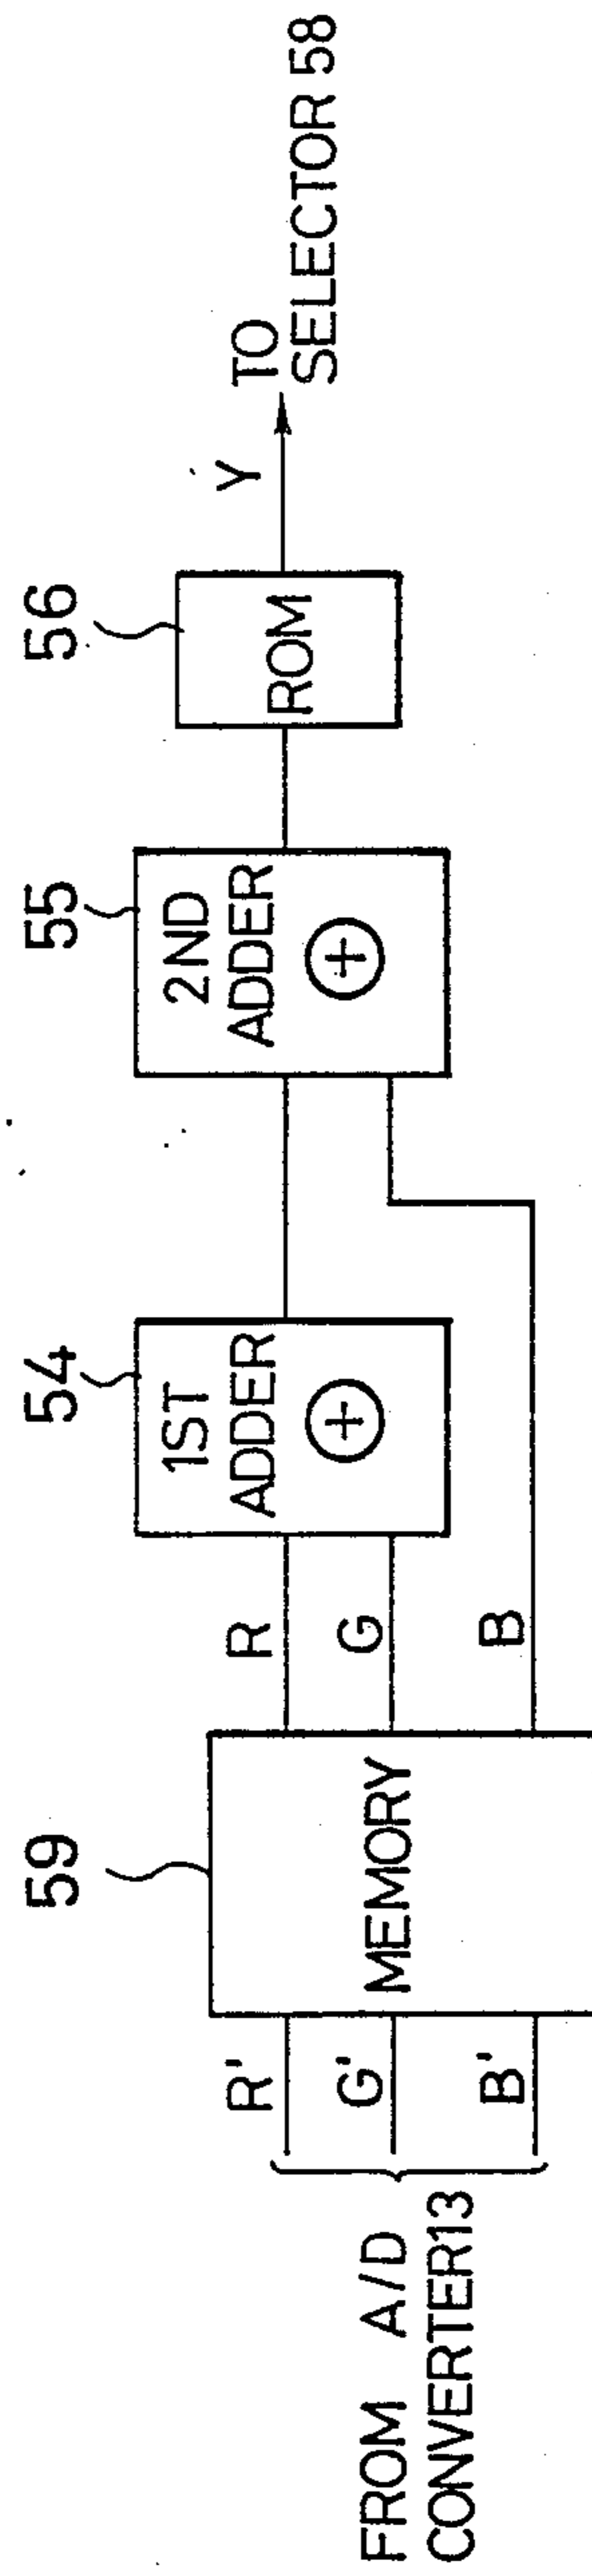 FROM A/D
CONVERTER13
R'
G'
B'
59
MEMORY
R
G
B
54
1ST
ADDER
+
55
2ND
ADDER
+
56
ROM
Y
TO
SELECTOR 58